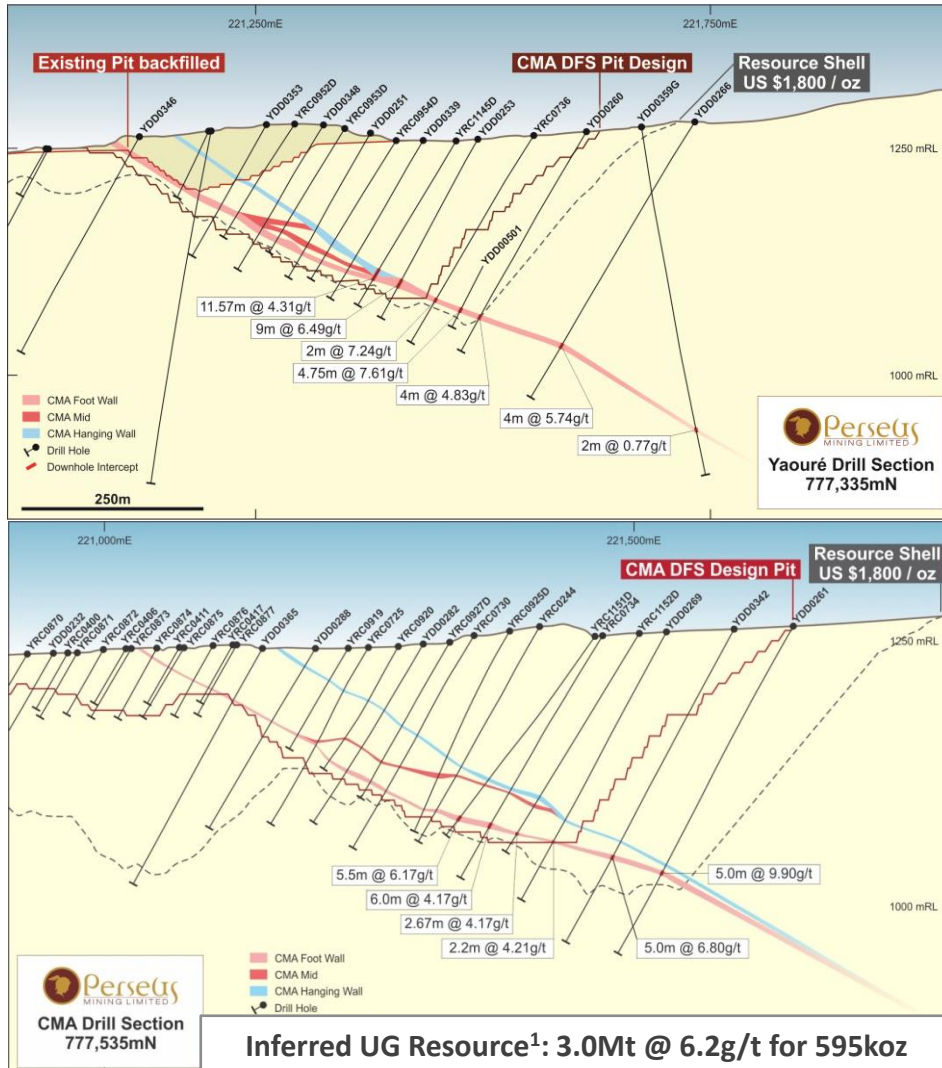 221,250mE
221,750mE
Existing Pit backfilled
CMA DFS Pit Design
Resource Shell
US $1,800 / oz
YDD0346
YDD0353
YRC0952D
YDD0348
YRC0953D
YDD0251
YRC0954D
YDD0339
YRC1145D
YDD0253
YRC0736
YDD0260
YDD0359G
YDD0266
1250 mRL
YDD00501
11.57m @ 4.31g/t
9m @ 6.49g/t
2m @ 7.24g/t
4.75m @ 7.61g/t
4m @ 4.83g/t
4m @ 5.74g/t
2m @ 0.77g/t
1000 mRL
CMA Foot Wall
CMA Mid
CMA Hanging Wall
Drill Hole
Downhole Intercept
250m
Perseus
MINING LIMITED
Yaouré Drill Section
777,335mN
221,000mE
221,500mE
CMA DFS Design Pit
Resource Shell
US $1,800 / oz
YRC0870
YDD0232
YRC0400
YRC0871
YRC0872
YRC0406
YRC0873
YRC0874
YRC0411
YRC0875
YRC0876
YRC0417
YRC0877
YDD0365
YDD0288
YRC0919
YRC0725
YRC0920
YDD0282
YRC0927D
YRC0730
YRC0925D
YRC0244
YRC1151D
YRC0734
YRC1152D
YDD0269
YDD0342
YDD0261
1250 mRL
5.5m @ 6.17g/t
6.0m @ 4.17g/t
2.67m @ 4.17g/t
2.2m @ 4.21g/t
5.0m @ 9.90g/t
5.0m @ 6.80g/t
1000 mRL
CMA Foot Wall
CMA Mid
CMA Hanging Wall
Drill Hole
Perseus
MINING LIMITED
CMA Drill Section
777,535mN
Inferred UG Resource¹: 3.0Mt @ 6.2g/t for 595koz